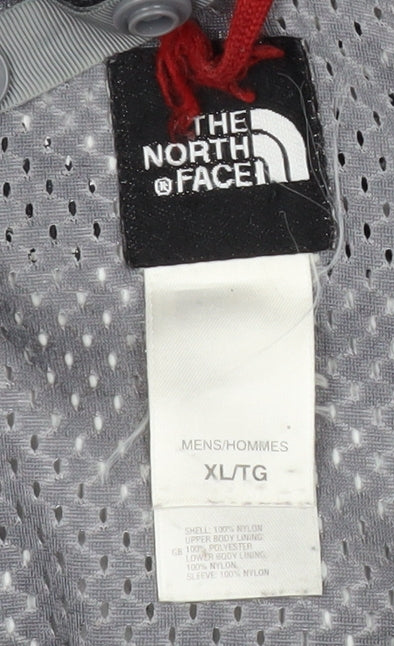 THE
NORTH
® FACE
MENS/HOMMES
XL/TG
SHELL: 100% NYLON
UPPER BODY LINING:
GB 100% POLYESTER
LOWER BODY LINING:
100% NYLON,
SLEEVE: 100% NYLON